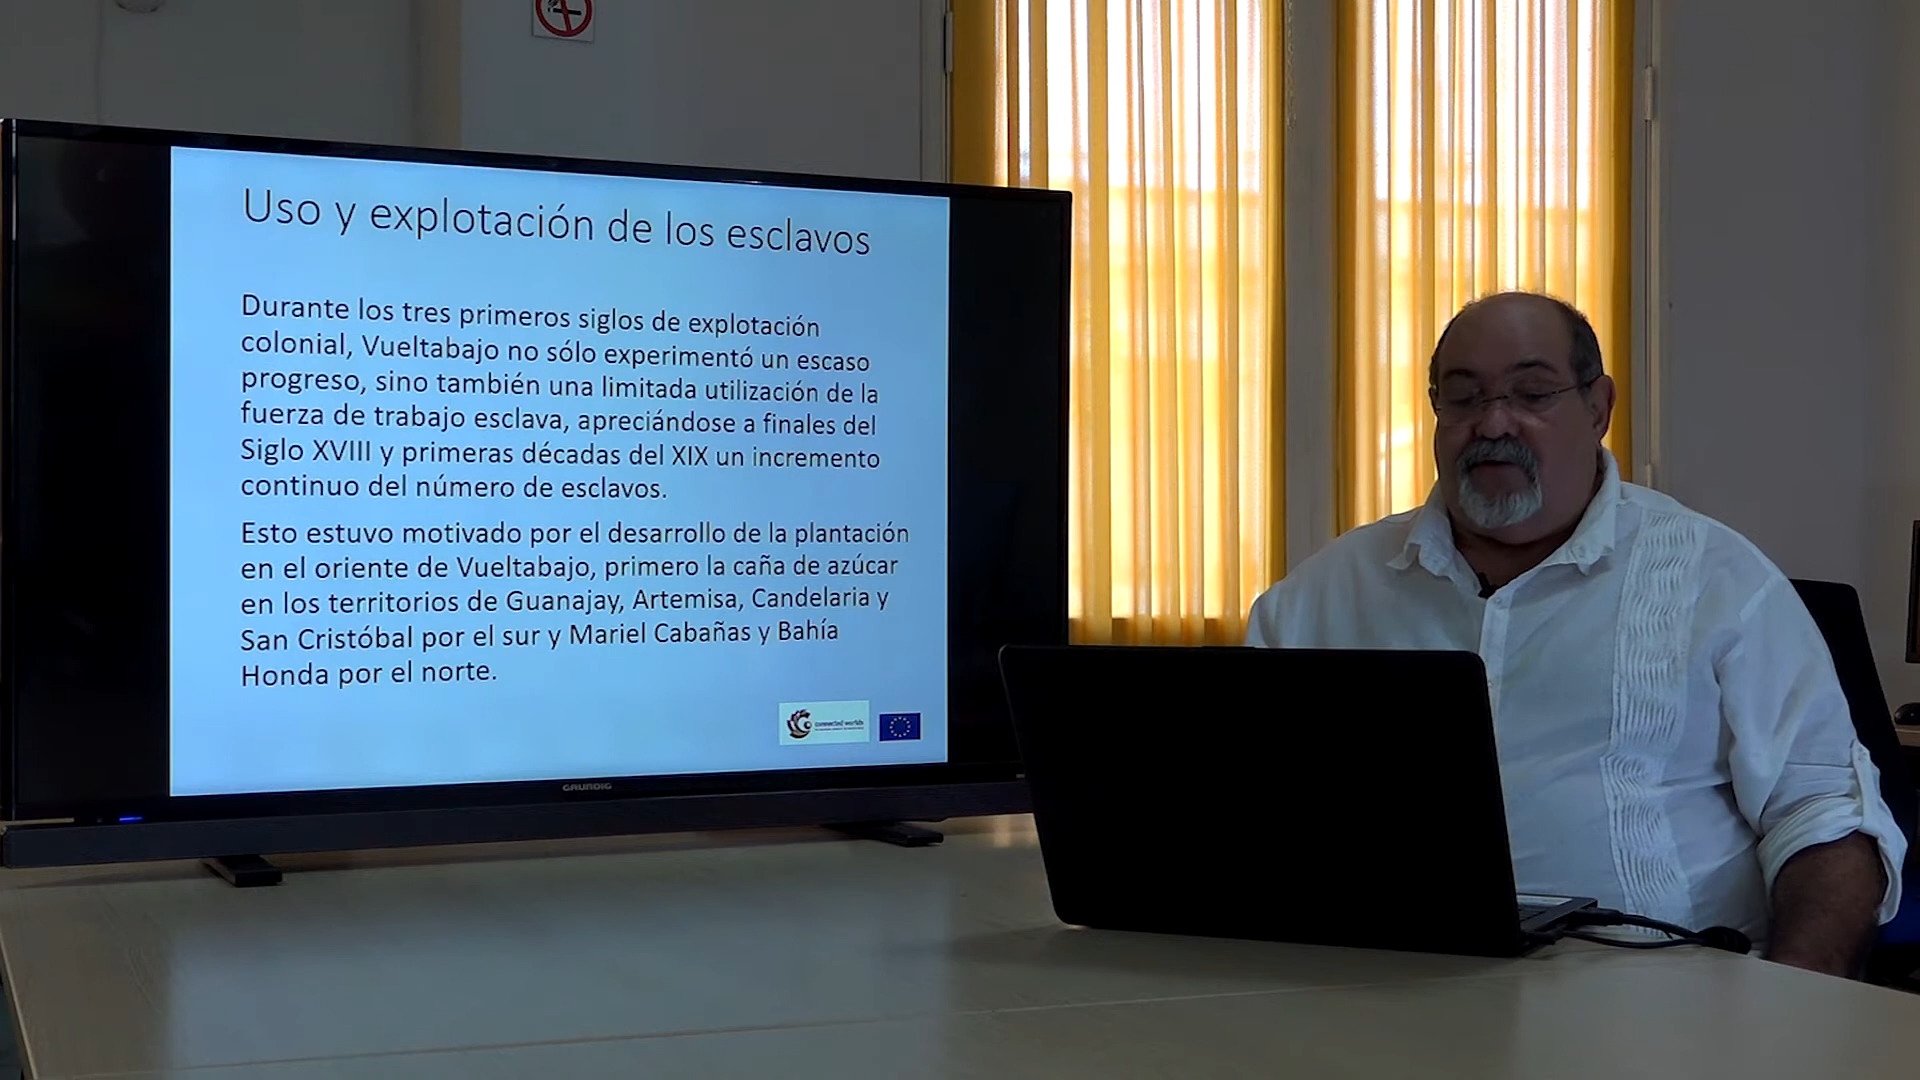 Uso y explotación de los esclavos
Durante los tres primeros siglos de explotación
colonial, Vueltabajo no sólo experimentó un escaso
progreso, sino también una limitada utilización de la
fuerza de trabajo esclava, apreciándose a finales del
Siglo XVIII y primeras décadas del XIX un incremento
continuo del número de esclavos.
Esto estuvo motivado por el desarrollo de la plantación
en el oriente de Vueltabajo, primero la caña de azúcar
en los territorios de Guanajay, Artemisa, Candelaria y
San Cristóbal por el sur y Mariel Cabañas y Bahía
Honda por el norte.
connected worlds
GRUNDIG